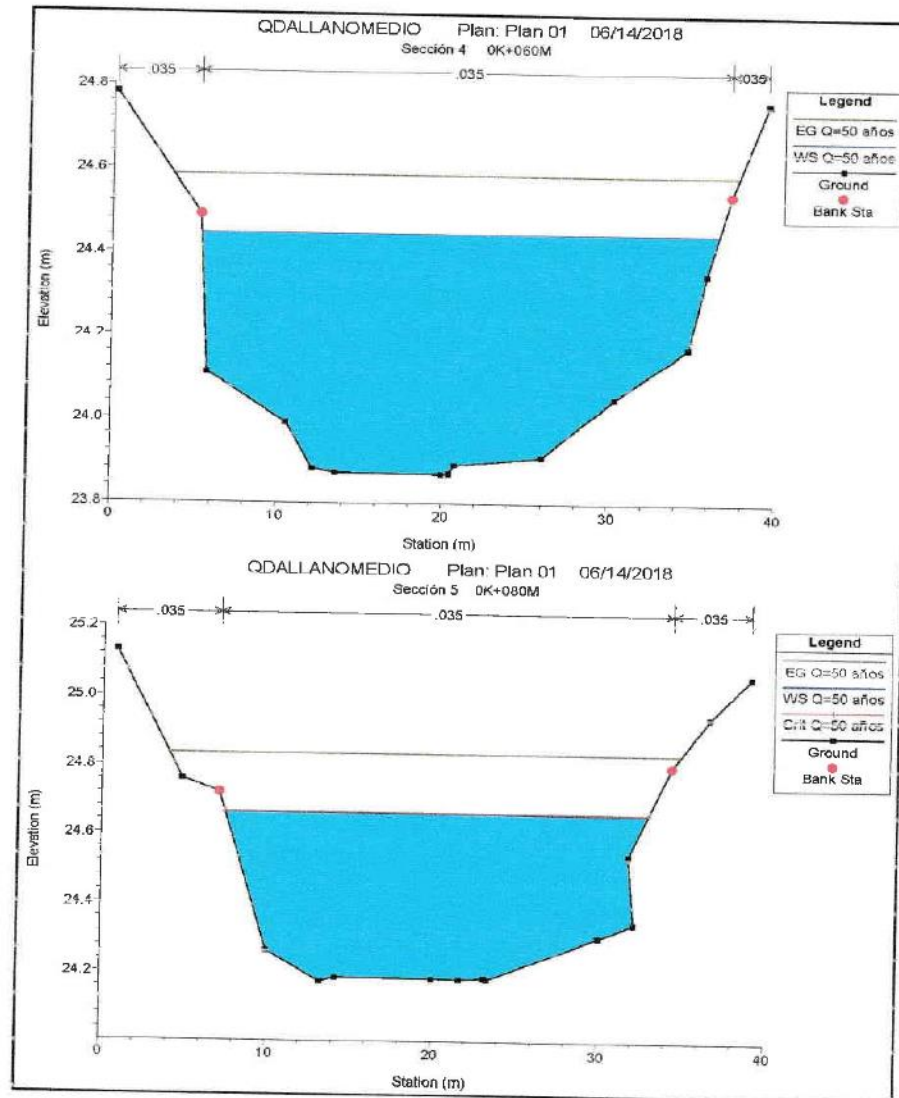 QDALLANOMEDIO Plan: Plan 01 06/14/2018
Sección 4 0K+060M
.035 .035 .035
Legend
EG Q=50 años
WS Q=50 años
Ground
Bank Sta
Elevation (m)
24.8
24.6
24.4
24.2
24.0
23.8
0 10 20 30 40
Station (m)
QDALLANOMEDIO Plan: Plan 01 06/14/2018
Sección 5 0K+080M
.035 .035 .035
Legend
EG Q=50 años
WS Q=50 años
Crit Q=50 años
Ground
Bank Sta
Elevation (m)
25.2
25.0
24.8
24.6
24.4
24.2
0 10 20 30 40
Station (m)